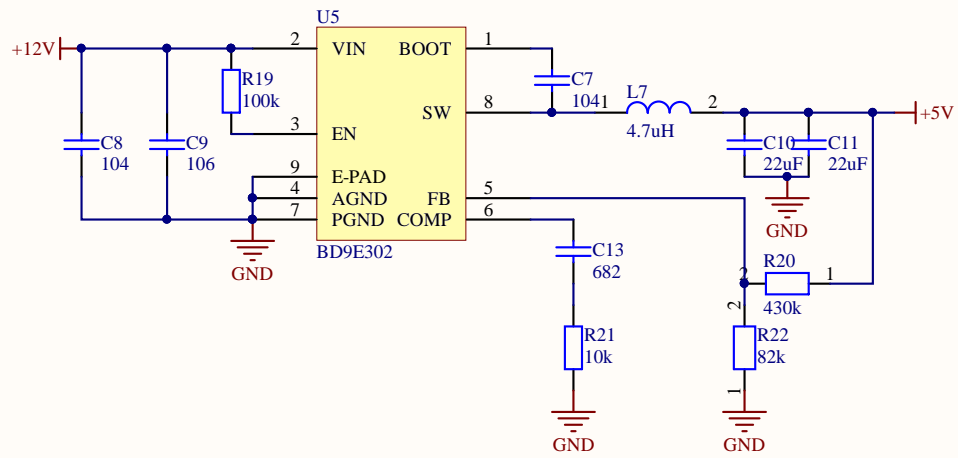 U5
+12V
2
VIN
BOOT
1
R19
100k
C7
104
L7
1
2
4.7uH
SW
8
+5V
3
EN
C8
104
C9
106
C10
22uF
C11
22uF
9
E-PAD
4
AGND
FB
5
7
PGND
COMP
6
GND
BD9E302
GND
C13
682
R20
2
1
430k
2
R21
10k
R22
82k
1
GND
GND